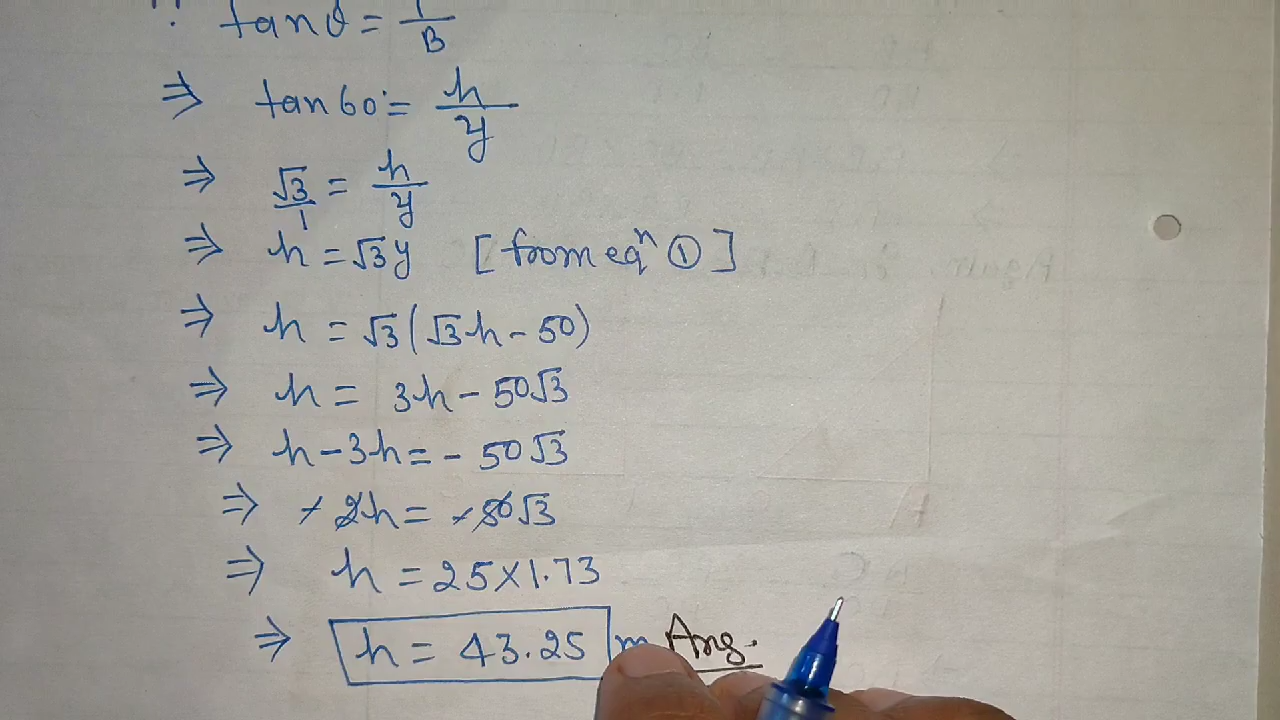 ∵ tanθ = P/B
⇒ tan60° = h/y
⇒ √3/1 = h/y
⇒ h = √3y [from eqⁿ ①]
⇒ h = √3(√3h - 50)
⇒ h = 3h - 50√3
⇒ h - 3h = - 50√3
⇒ - 2h = - 50√3
⇒ h = 25×1.73
⇒ h = 43.25 m Ans.